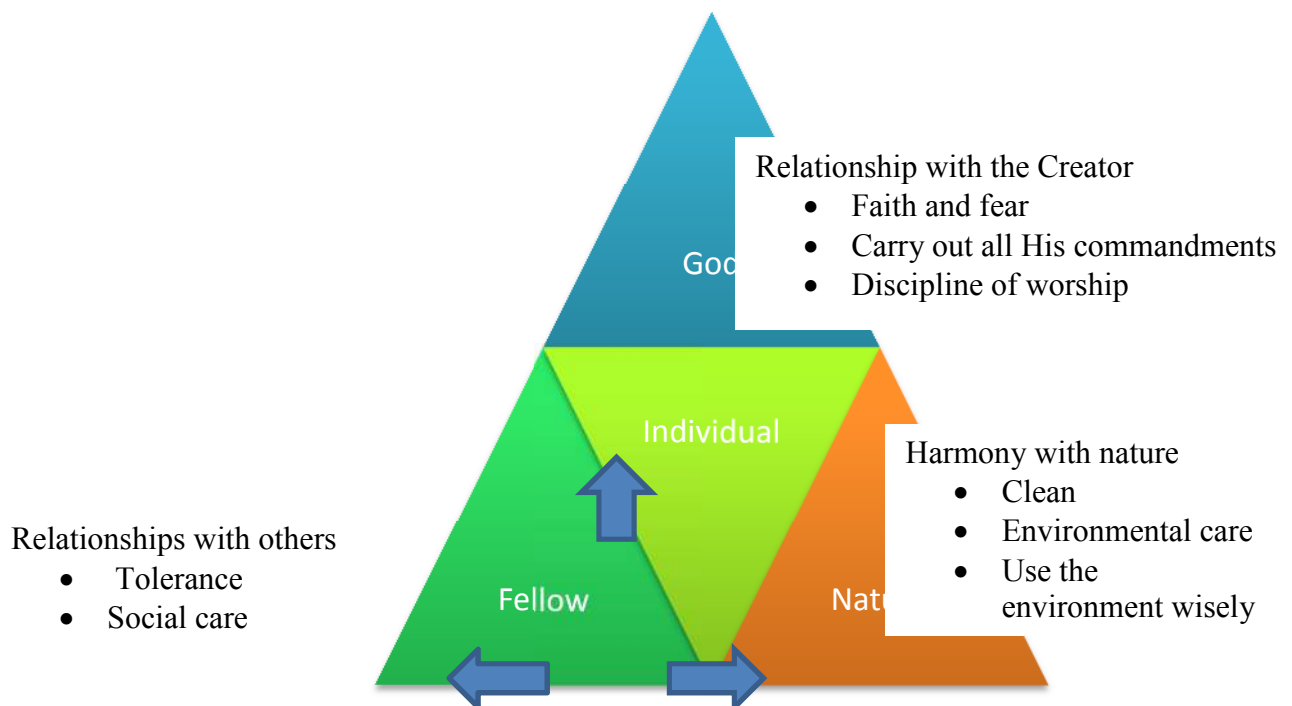 Relationship with the Creator
• Faith and fear
• Carry out all His commandments
• Discipline of worship
God
Individual
Harmony with nature
• Clean
• Environmental care
• Use the
environment wisely
Relationships with others
• Tolerance
• Social care
Fellow
Natu